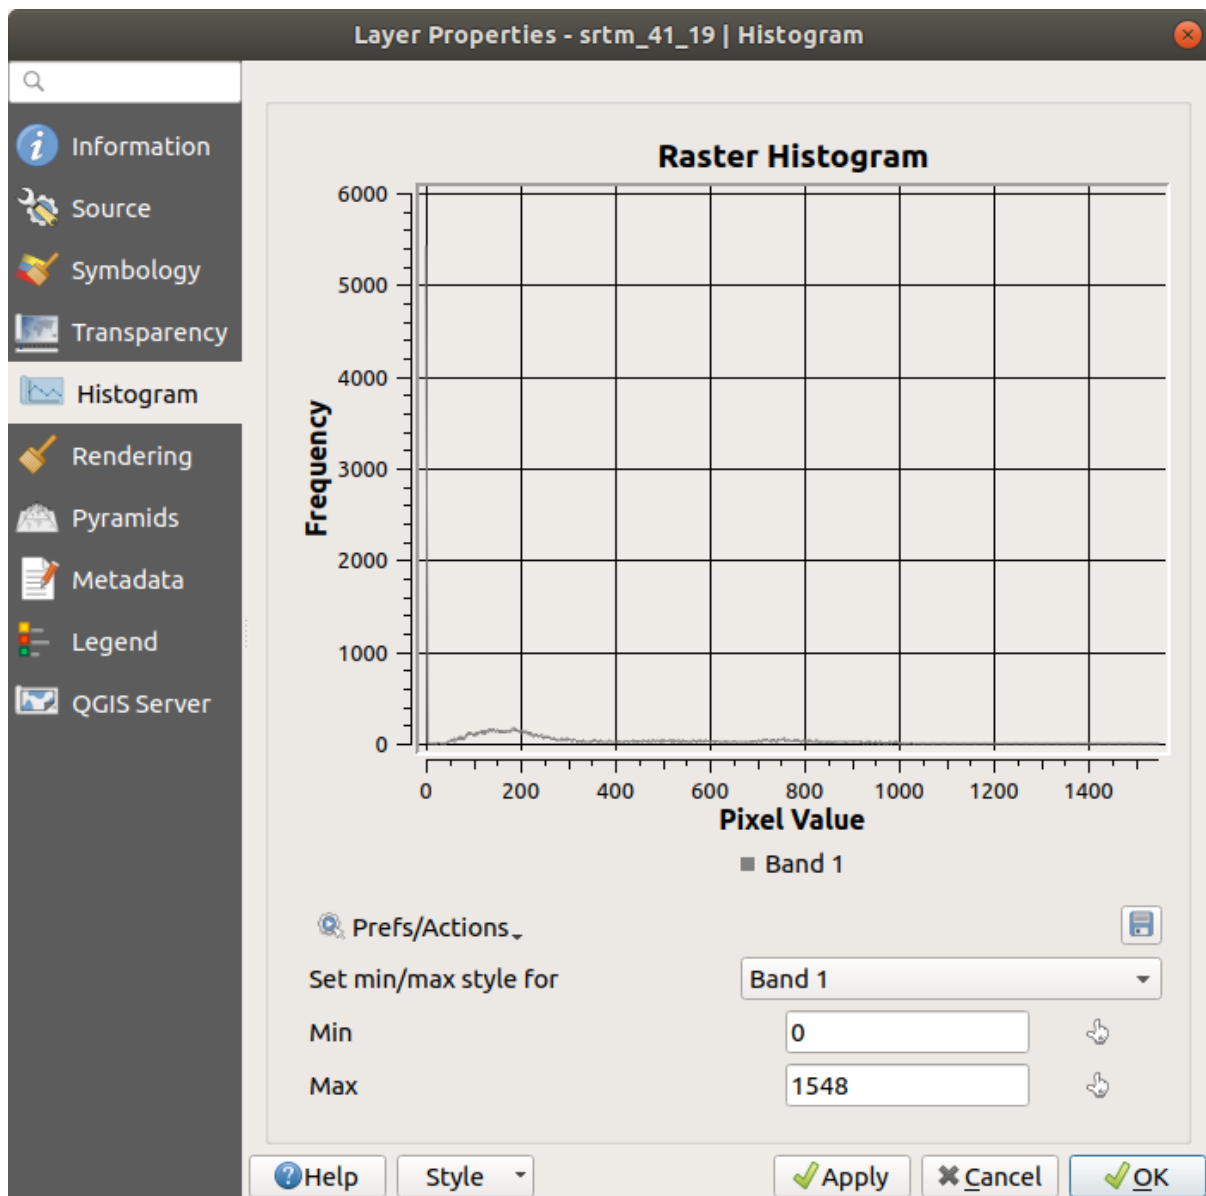 Layer Properties - srtm_41_19 | Histogram
Information
Source
Symbology
Transparency
Histogram
Rendering
Pyramids
Metadata
Legend
QGIS Server
Raster Histogram
Frequency
6000
5000
4000
3000
2000
1000
0
0 200 400 600 800 1000 1200 1400
Pixel Value
Band 1
Prefs/Actions
Set min/max style for Band 1
Min 0
Max 1548
Help Style Apply Cancel OK